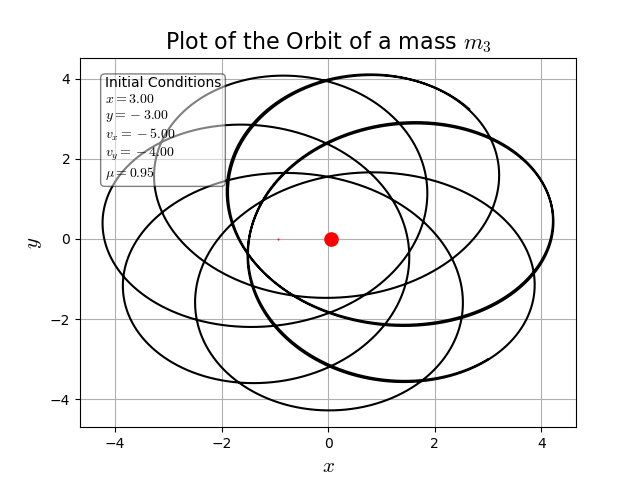 Plot of the Orbit of a mass m₃
Initial Conditions
x = 3.00
y = −3.00
vₓ = −5.00
v_y = −4.00
μ = 0.95
4
2
0
−2
−4
y
−4 −2 0 2 4
x